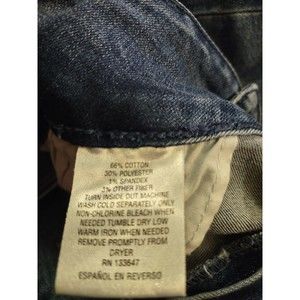 66% COTTON
30% POLYESTER
1% SPANDEX
3% OTHER FIBER
TURN INSIDE OUT MACHINE
WASH COLD SEPARATELY ONLY
NON-CHLORINE BLEACH WHEN
NEEDED TUMBLE DRY LOW
WARM IRON WHEN NEEDED
REMOVE PROMPTLY FROM
DRYER
RN 133547
ESPAÑOL EN REVERSO